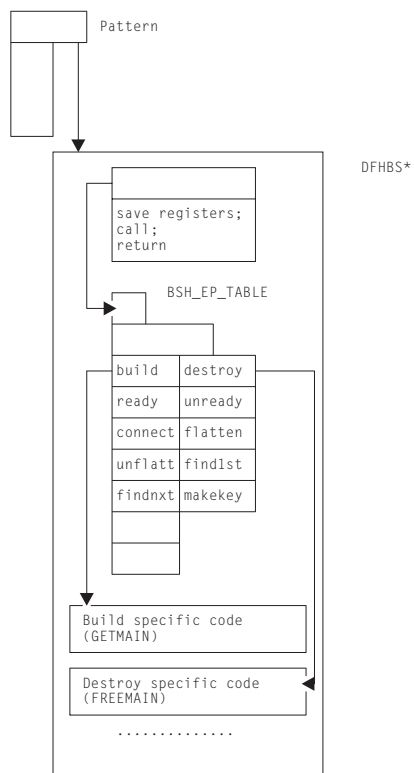 Pattern
DFHBS*
save registers;
call;
return
BSH_EP_TABLE
build destroy
ready unready
connect flatten
unflatt find1st
findnxt makekey
Build specific code
(GETMAIN)
Destroy specific code
(FREEMAIN)
..............